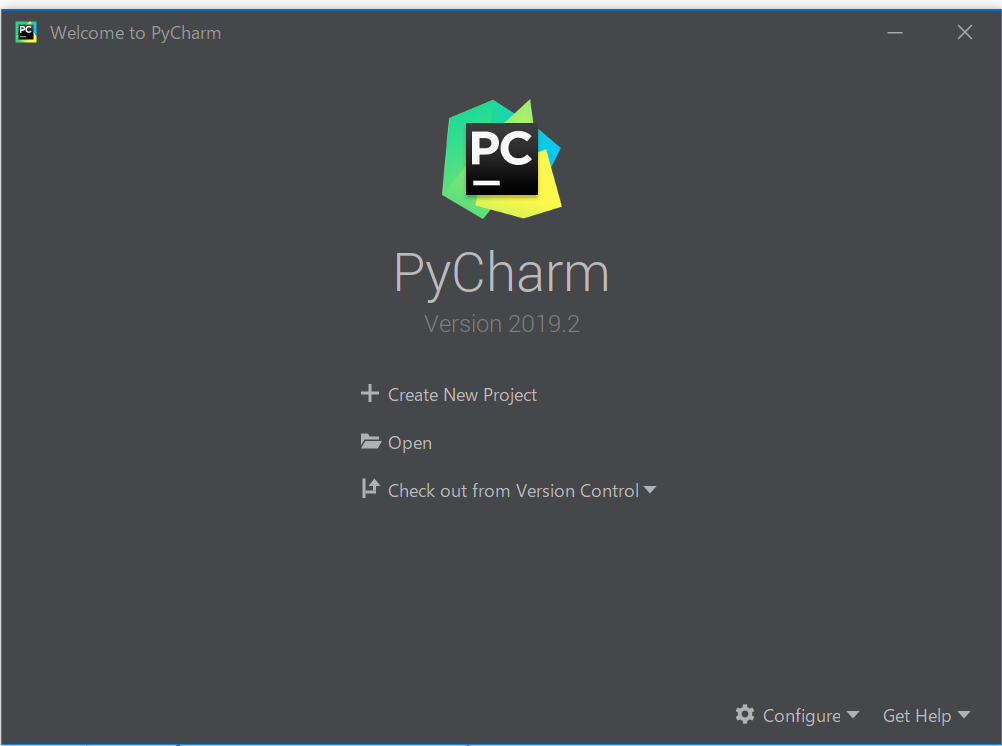 PC Welcome to PyCharm
PC
PyCharm
Version 2019.2
Create New Project
Open
Check out from Version Control
Configure Get Help